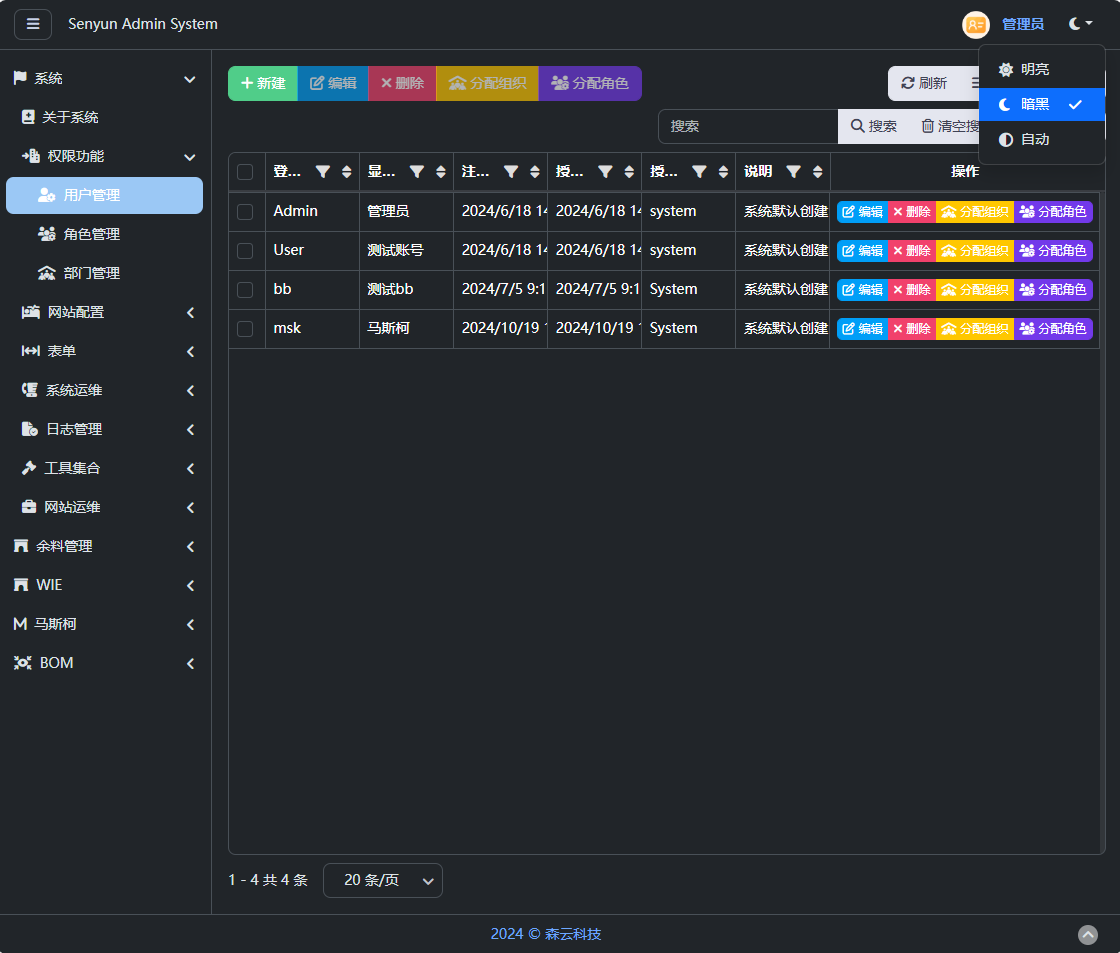 Senyun Admin System
管理员
明亮
暗黑
自动
系统
关于系统
权限功能
用户管理
角色管理
部门管理
网站配置
表单
系统运维
日志管理
工具集合
网站运维
余料管理
WIE
马斯柯
BOM
新建 编辑 删除 分配组织 分配角色 刷新
搜索 搜索 清空搜
登... 显... 注... 授... 授... 说明 操作
Admin 管理员 2024/6/18 14 2024/6/18 14 system 系统默认创建 编辑 删除 分配组织 分配角色
User 测试账号 2024/6/18 14 2024/6/18 14 system 系统默认创建 编辑 删除 分配组织 分配角色
bb 测试bb 2024/7/5 9:1 2024/7/5 9:1 System 系统默认创建 编辑 删除 分配组织 分配角色
msk 马斯柯 2024/10/19 2024/10/19 System 系统默认创建 编辑 删除 分配组织 分配角色
1 - 4 共 4 条 20 条/页
2024 © 森云科技